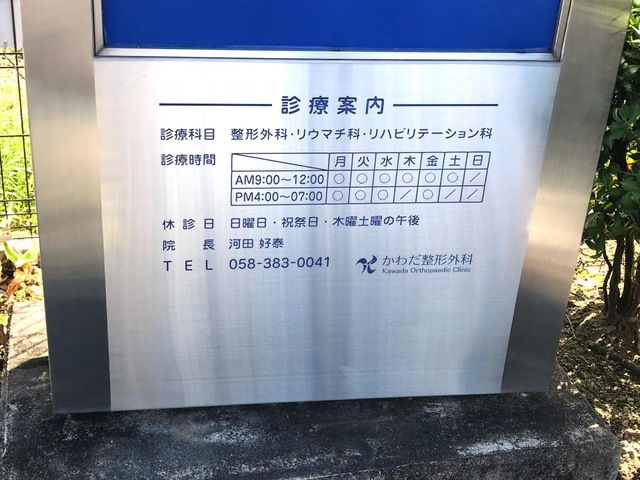 診療案内
診療科目 整形外科・リウマチ科・リハビリテーション科
診療時間 月 火 水 木 金 土 日
AM9:00～12:00 ○ ○ ○ ○ ○ ○ ／
PM4:00～07:00 ○ ○ ○ ／ ○ ／ ／
休診日 日曜日・祝祭日・木曜土曜の午後
院長 河田 好泰
TEL 058-383-0041
かわだ整形外科
Kawada Orthopaedic Clinic